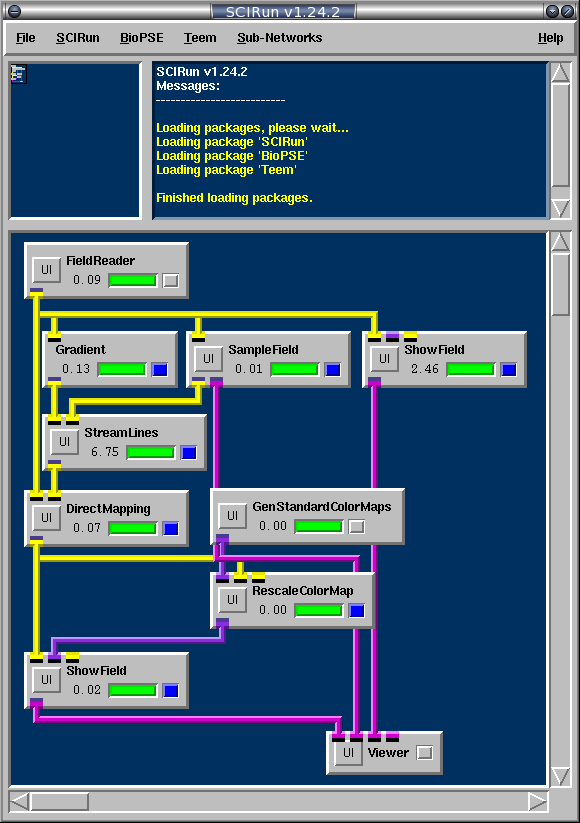 SCIRun v1.24.2
File SCIRun BioPSE Teem Sub-Networks Help
SCIRun v1.24.2
Messages:
--------------------------
Loading packages, please wait...
Loading package 'SCIRun'
Loading package 'BioPSE'
Loading package 'Teem'
Finished loading packages.
FieldReader
UI
0.09
Gradient
0.13
SampleField
UI
0.01
ShowField
UI
2.46
StreamLines
UI
6.75
DirectMapping
UI
0.07
GenStandardColorMaps
UI
0.00
RescaleColorMap
UI
0.00
ShowField
UI
0.02
UI Viewer